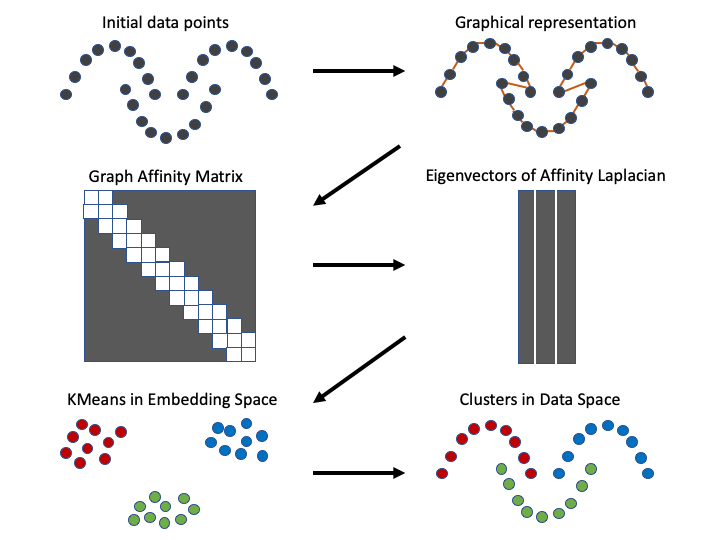 Initial data points
Graphical representation
Graph Affinity Matrix
Eigenvectors of Affinity Laplacian
KMeans in Embedding Space
Clusters in Data Space